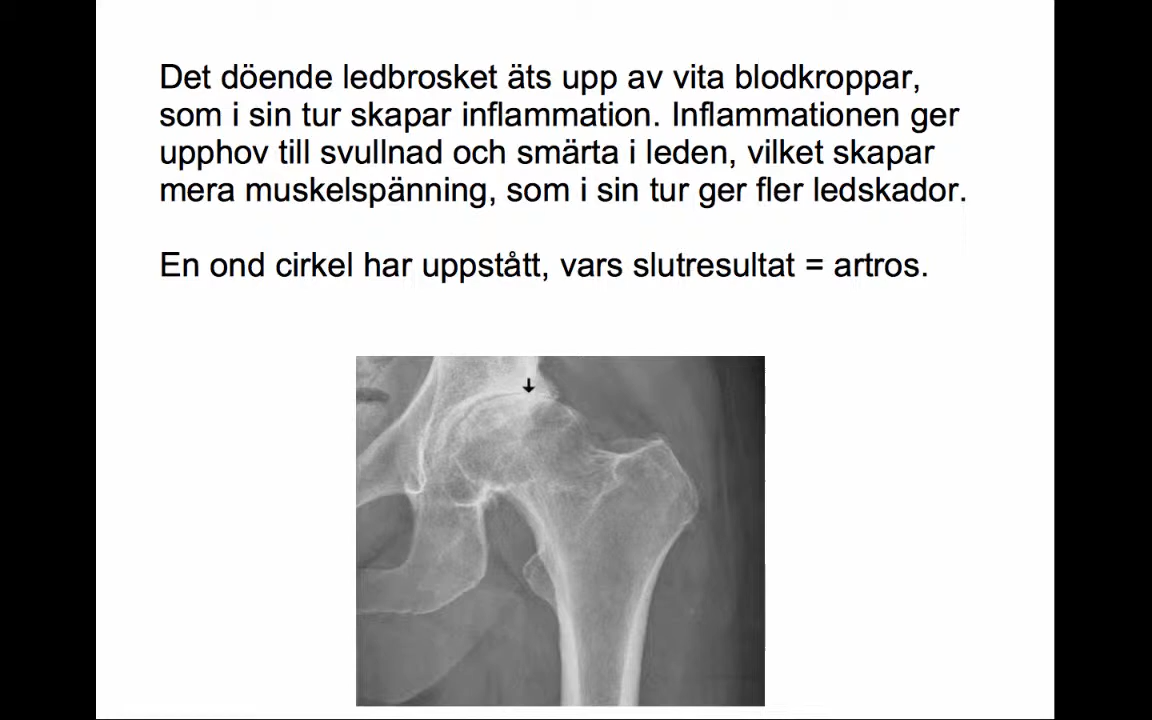 Det döende ledbrosket äts upp av vita blodkroppar,
som i sin tur skapar inflammation. Inflammationen ger
upphov till svullnad och smärta i leden, vilket skapar
mera muskelspänning, som i sin tur ger fler ledskador.
En ond cirkel har uppstått, vars slutresultat = artros.